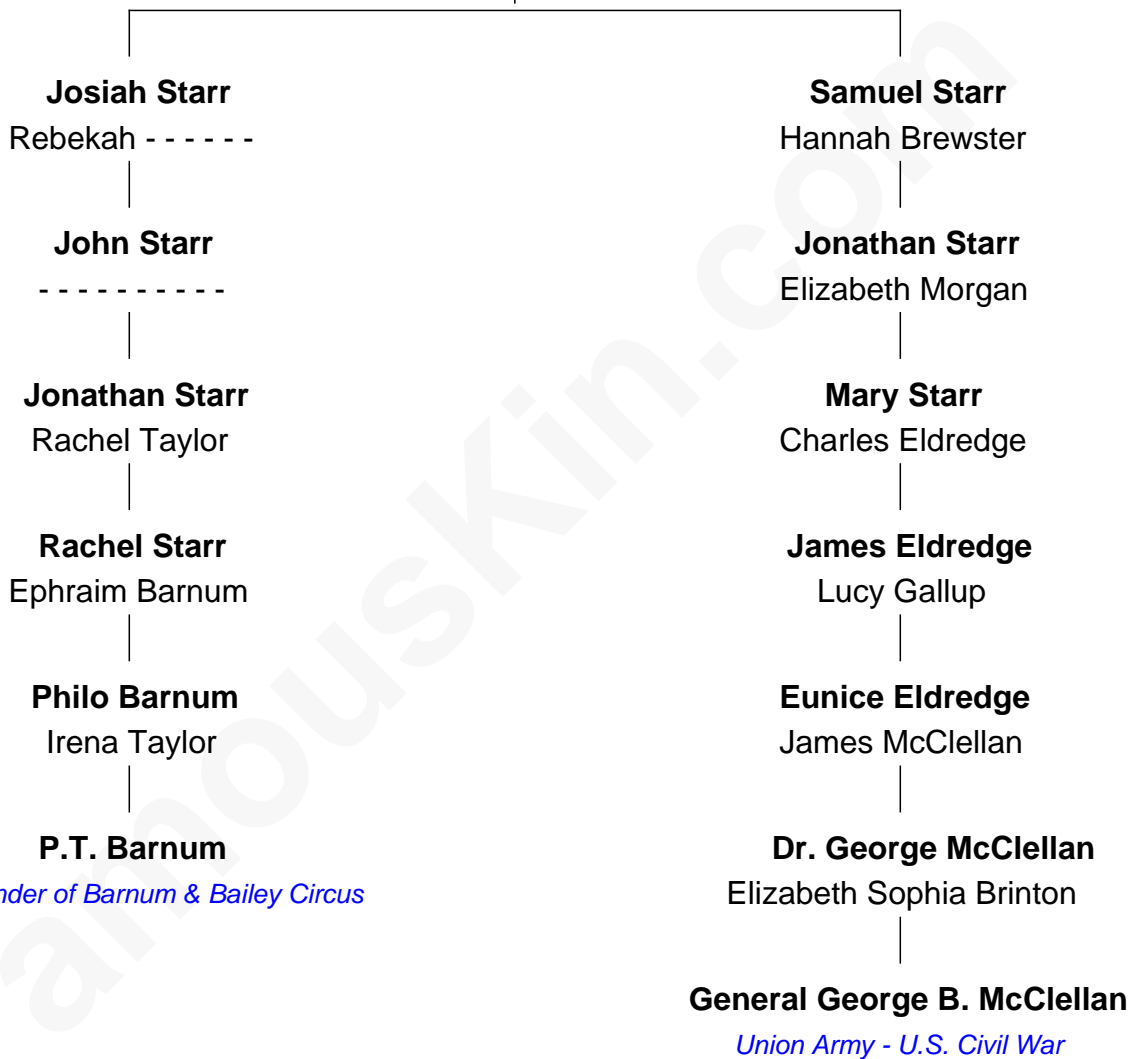 Josiah Starr
Rebekah - - - - - -
John Starr
- - - - - - - - - -
Jonathan Starr
Rachel Taylor
Rachel Starr
Ephraim Barnum
Philo Barnum
Irena Taylor
P.T. Barnum
nder of Barnum & Bailey Circus
Samuel Starr
Hannah Brewster
Jonathan Starr
Elizabeth Morgan
Mary Starr
Charles Eldredge
James Eldredge
Lucy Gallup
Eunice Eldredge
James McClellan
Dr. George McClellan
Elizabeth Sophia Brinton
General George B. McClellan
Union Army - U.S. Civil War
amouskin.com